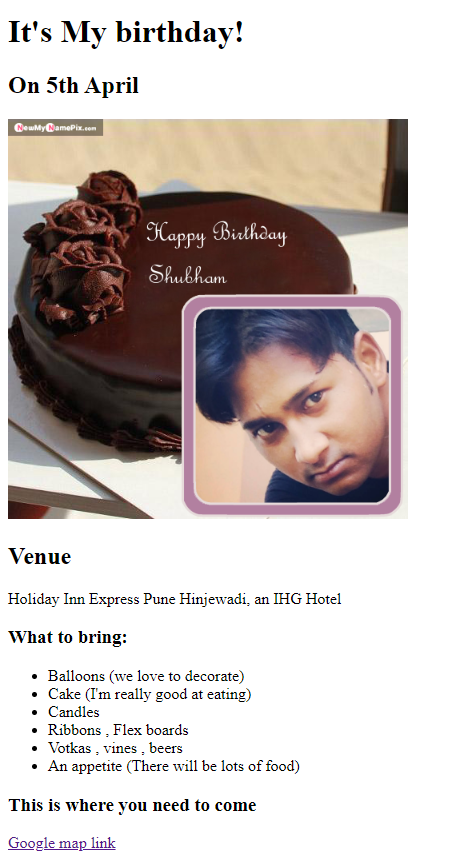 It's My birthday!
On 5th April
NewMyNamePix.com
Happy Birthday
Shubham
Venue
Holiday Inn Express Pune Hinjewadi, an IHG Hotel
What to bring:
Balloons (we love to decorate)
Cake (I'm really good at eating)
Candles
Ribbons , Flex boards
Votkas , vines , beers
An appetite (There will be lots of food)
This is where you need to come
Google map link